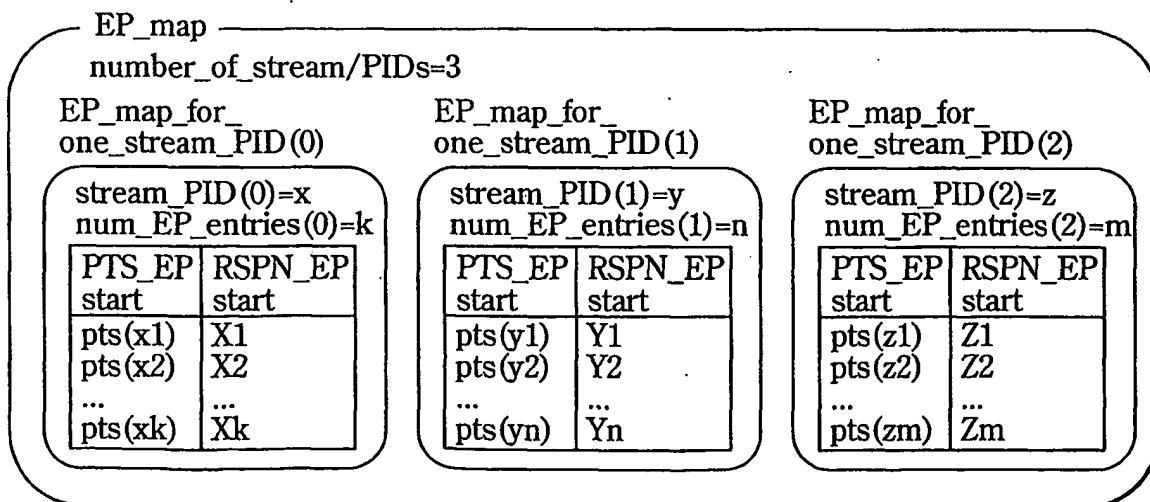 EP_map
number_of_stream/PIDs=3
EP_map_for_
one_stream_PID(0)
stream_PID(0)=x
num_EP_entries(0)=k
PTS_EP RSPN_EP
start start
pts(x1) X1
pts(x2) X2
... ...
pts(xk) Xk
EP_map_for_
one_stream_PID(1)
stream_PID(1)=y
num_EP_entries(1)=n
PTS_EP RSPN_EP
start start
pts(y1) Y1
pts(y2) Y2
... ...
pts(yn) Yn
EP_map_for_
one_stream_PID(2)
stream_PID(2)=z
num_EP_entries(2)=m
PTS_EP RSPN_EP
start start
pts(z1) Z1
pts(z2) Z2
... ...
pts(zm) Zm